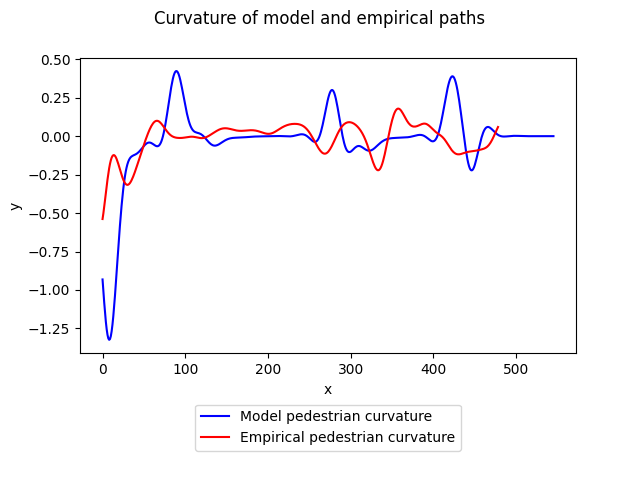 Curvature of model and empirical paths
0.50
0.25
0.00
−0.25
−0.50
−0.75
−1.00
−1.25
y
0 100 200 300 400 500
x
Model pedestrian curvature
Empirical pedestrian curvature